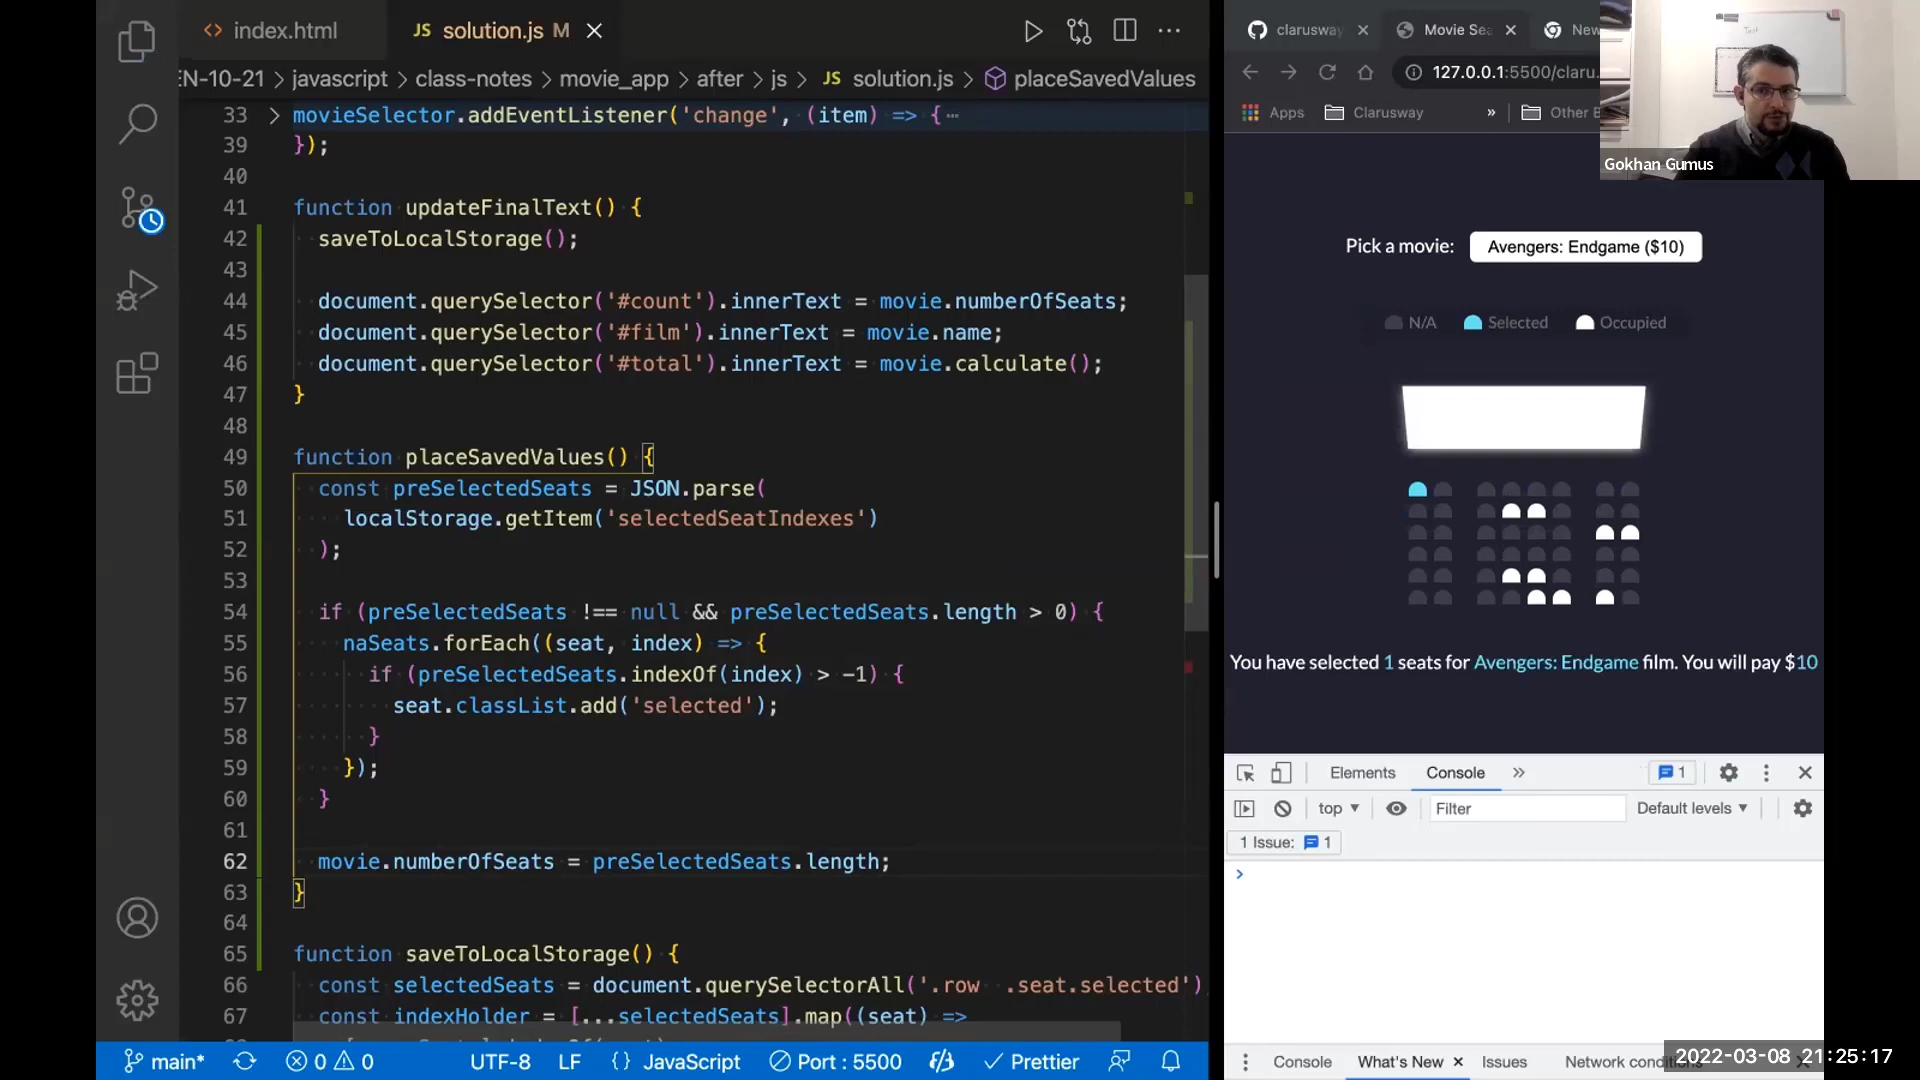 index.html
JS solution.js M
EN-10-21 > javascript > class-notes > movie_app > after > js > JS solution.js > placeSavedValues
33 movieSelector.addEventListener('change', (item) => {
39 });
40
41 function updateFinalText() {
42 saveToLocalStorage();
43
44 document.querySelector('#count').innerText = movie.numberOfSeats;
45 document.querySelector('#film').innerText = movie.name;
46 document.querySelector('#total').innerText = movie.calculate();
47 }
48
49 function placeSavedValues() {
50 const preSelectedSeats = JSON.parse(
51 localStorage.getItem('selectedSeatIndexes')
52 );
53
54 if (preSelectedSeats !== null && preSelectedSeats.length > 0) {
55 naSeats.forEach((seat, index) => {
56 if (preSelectedSeats.indexOf(index) > -1) {
57 seat.classList.add('selected');
58 }
59 });
60 }
61
62 movie.numberOfSeats = preSelectedSeats.length;
63 }
64
65 function saveToLocalStorage() {
66 const selectedSeats = document.querySelectorAll('.row .seat.selected')
67 const indexHolder = [...selectedSeats].map((seat) =>
main* 0 0 UTF-8 LF {} JavaScript Port : 5500 Prettier
clarusway
Movie Sea
New
127.0.0.1:5500/claru.
Apps Clarusway » Other B
Gokhan Gumus
Pick a movie: Avengers: Endgame ($10)
N/A Selected Occupied
You have selected 1 seats for Avengers: Endgame film. You will pay $10
Elements Console » 1
top Filter Default levels
1 Issue: 1
Console What's New Issues Network condi
2022-03-08 21:25:17